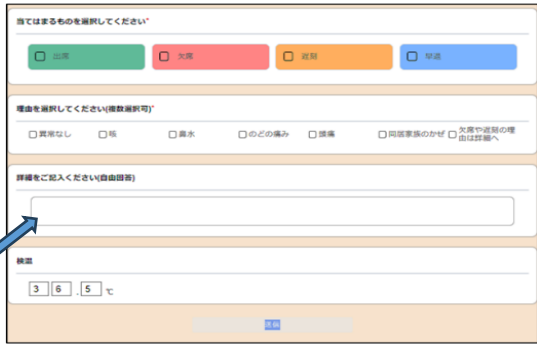 当てはまるものを選択してください*
出席 欠席 遅刻 早退
理由を選択してください(複数選択可)*
異常なし 咳 鼻水 のどの痛み 頭痛 同居家族のかぜ 欠席や遅刻の理
由は詳細へ
詳細をご記入ください(自由回答)
検温
3 6 . 5 ℃
送信